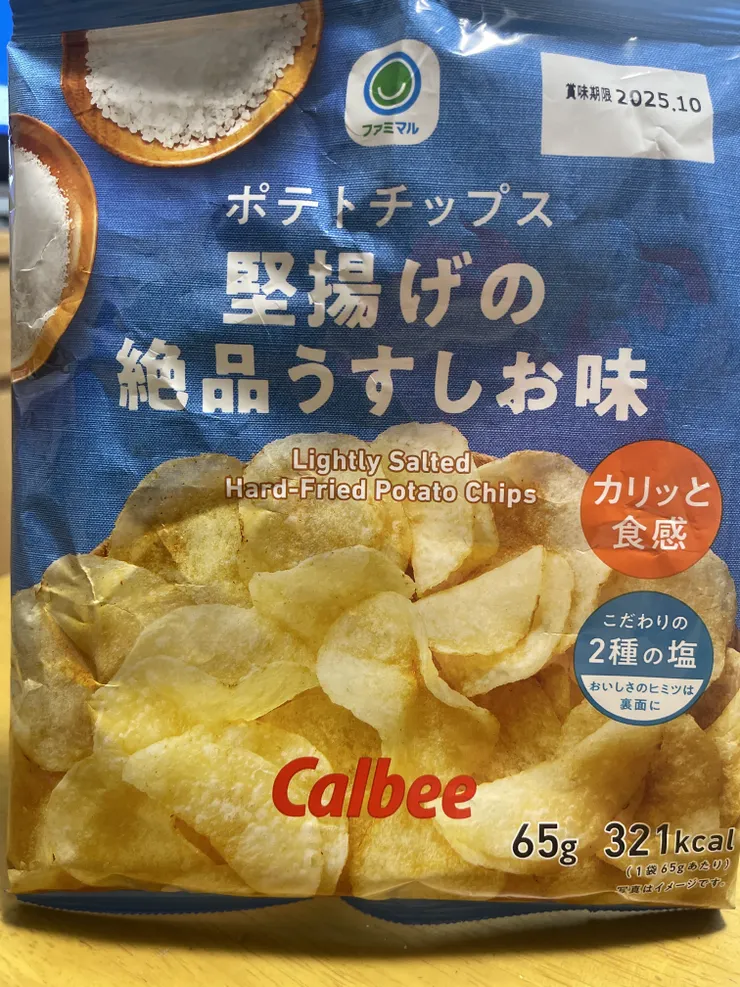 ファミマル
賞味期限 2025.10
ポテトチップス
堅揚げの
絶品うすしお味
Lightly Salted
Hard-Fried Potato Chips
カリッと
食感
こだわりの
2種の塩
おいしさのヒミツは
裏面に
Calbee
65g 321kcal
(1袋65gあたり)
写真はイメージです。